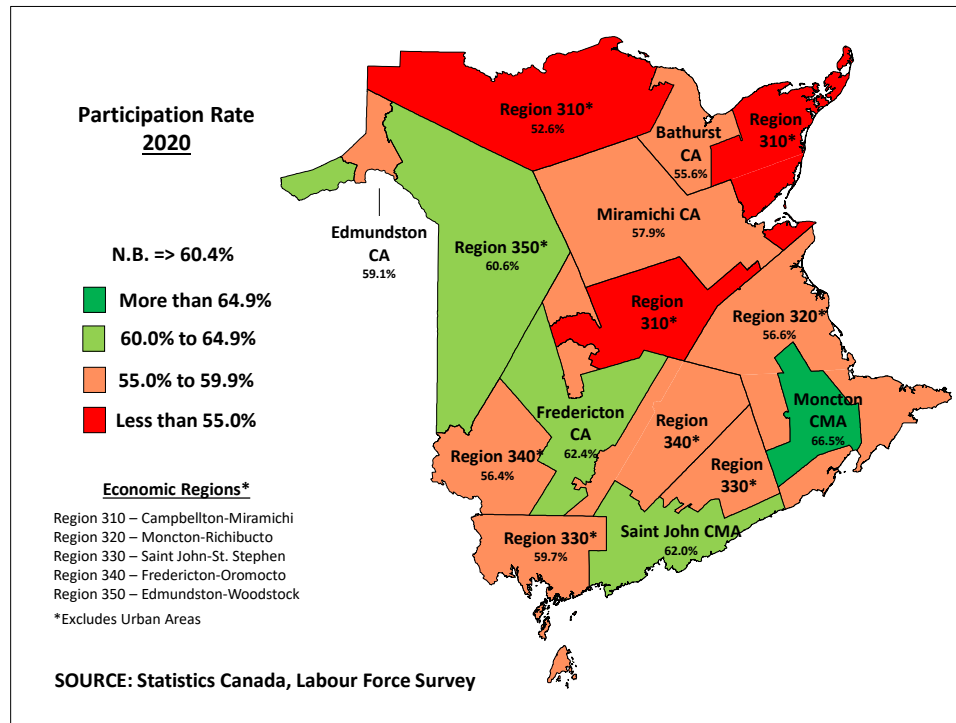 Participation Rate
2020
N.B. => 60.4%
More than 64.9%
60.0% to 64.9%
55.0% to 59.9%
Less than 55.0%
Economic Regions*
Region 310 – Campbellton-Miramichi
Region 320 – Moncton-Richibucto
Region 330 – Saint John-St. Stephen
Region 340 – Fredericton-Oromocto
Region 350 – Edmundston-Woodstock
*Excludes Urban Areas
SOURCE: Statistics Canada, Labour Force Survey
Region 310*
52.6%
Bathurst
CA
55.6%
Region
310*
Miramichi CA
57.9%
Edmundston
CA
59.1%
Region 350*
60.6%
Region
310*
Region 320*
56.6%
Moncton
CMA
66.5%
Fredericton
CA
62.4%
Region
340*
Region 340*
56.4%
Region
330*
Saint John CMA
62.0%
Region 330*
59.7%